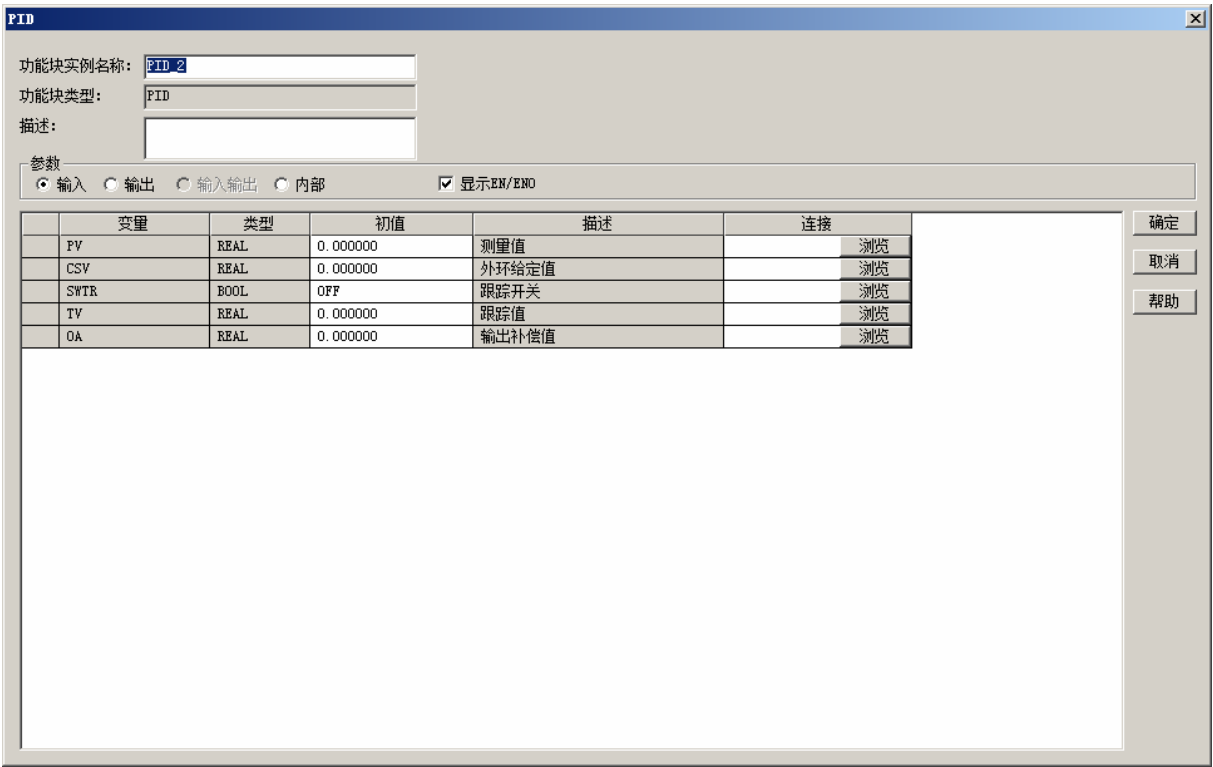 PID
功能块实例名称: PID_2
功能块类型: PID
描述:
参数
输入 输出 输入输出 内部 显示EN/ENO
变量 类型 初值 描述 连接 确定
PV REAL 0.000000 测量值 浏览
CSV REAL 0.000000 外环给定值 浏览 取消
SWTR BOOL OFF 跟踪开关 浏览
TV REAL 0.000000 跟踪值 浏览 帮助
OA REAL 0.000000 输出补偿值 浏览